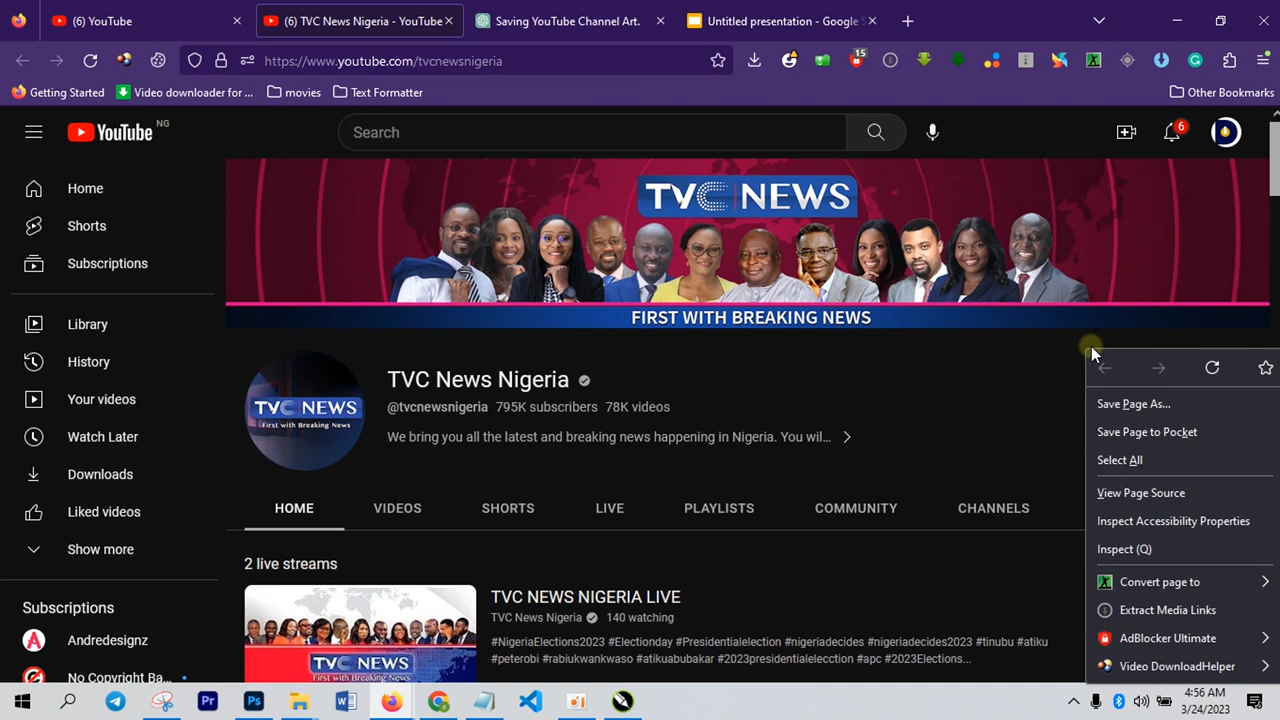 (6) YouTube
(6) TVC News Nigeria - YouTube
Saving YouTube Channel Art.
Untitled presentation - Google S
https://www.youtube.com/tvcnewsnigeria
15
Getting Started
Video downloader for ...
movies
Text Formatter
Other Bookmarks
YouTube NG
Search
6
Home
Shorts
Subscriptions
Library
History
Your videos
Watch Later
Downloads
Liked videos
Show more
Subscriptions
Andredesignz
No Copyright Ba...
TVC NEWS
FIRST WITH BREAKING NEWS
TVC NEWS
First with Breaking News
TVC News Nigeria
@tvcnewsnigeria 795K subscribers 78K videos
We bring you all the latest and breaking news happening in Nigeria. You wil...
HOME
VIDEOS
SHORTS
LIVE
PLAYLISTS
COMMUNITY
CHANNELS
2 live streams
TVC NEWS
TVC NEWS NIGERIA LIVE
TVC News Nigeria 140 watching
#NigeriaElections2023 #Electionday #Presidentialelection #nigeriadecides #nigeriadecides2023 #tinubu #atiku
#peterobi #rabiukwankwaso #atikuabubakar #2023presidentialelecction #apc #2023Elections...
Save Page As...
Save Page to Pocket
Select All
View Page Source
Inspect Accessibility Properties
Inspect (Q)
Convert page to
Extract Media Links
AdBlocker Ultimate
Video DownloadHelper
Pr
Ps
4:56 AM
3/24/2023